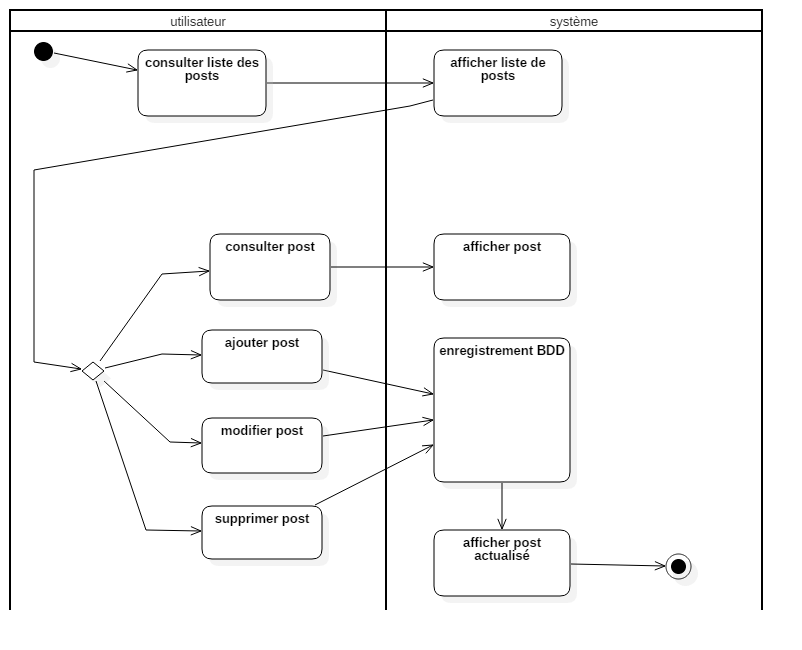 utilisateur
système
consulter liste des
posts
afficher liste de
posts
consulter post
afficher post
ajouter post
enregistrement BDD
modifier post
supprimer post
afficher post
actualisé